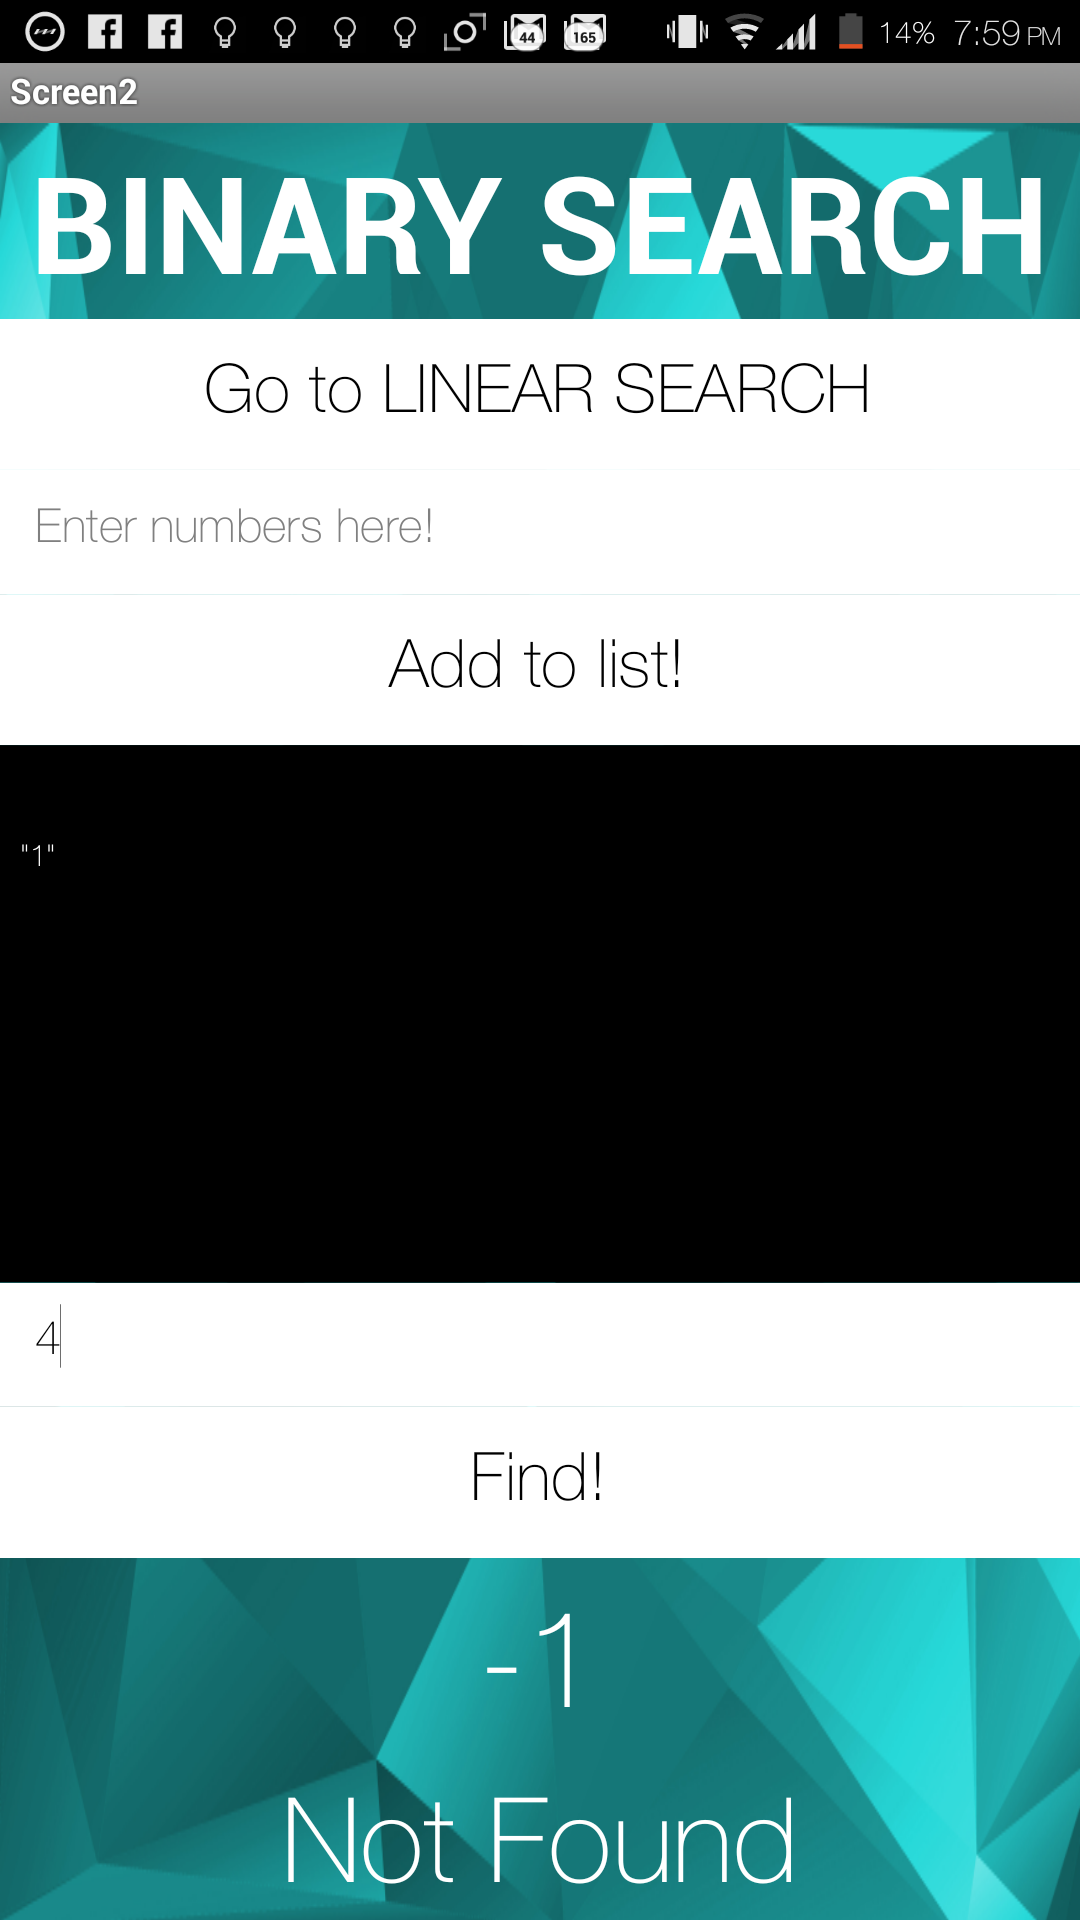 44 165 14% 7:59 PM
Screen2
BINARY SEARCH
Go to LINEAR SEARCH
Enter numbers here!
Add to list!
"1"
4
Find!
-1
Not Found